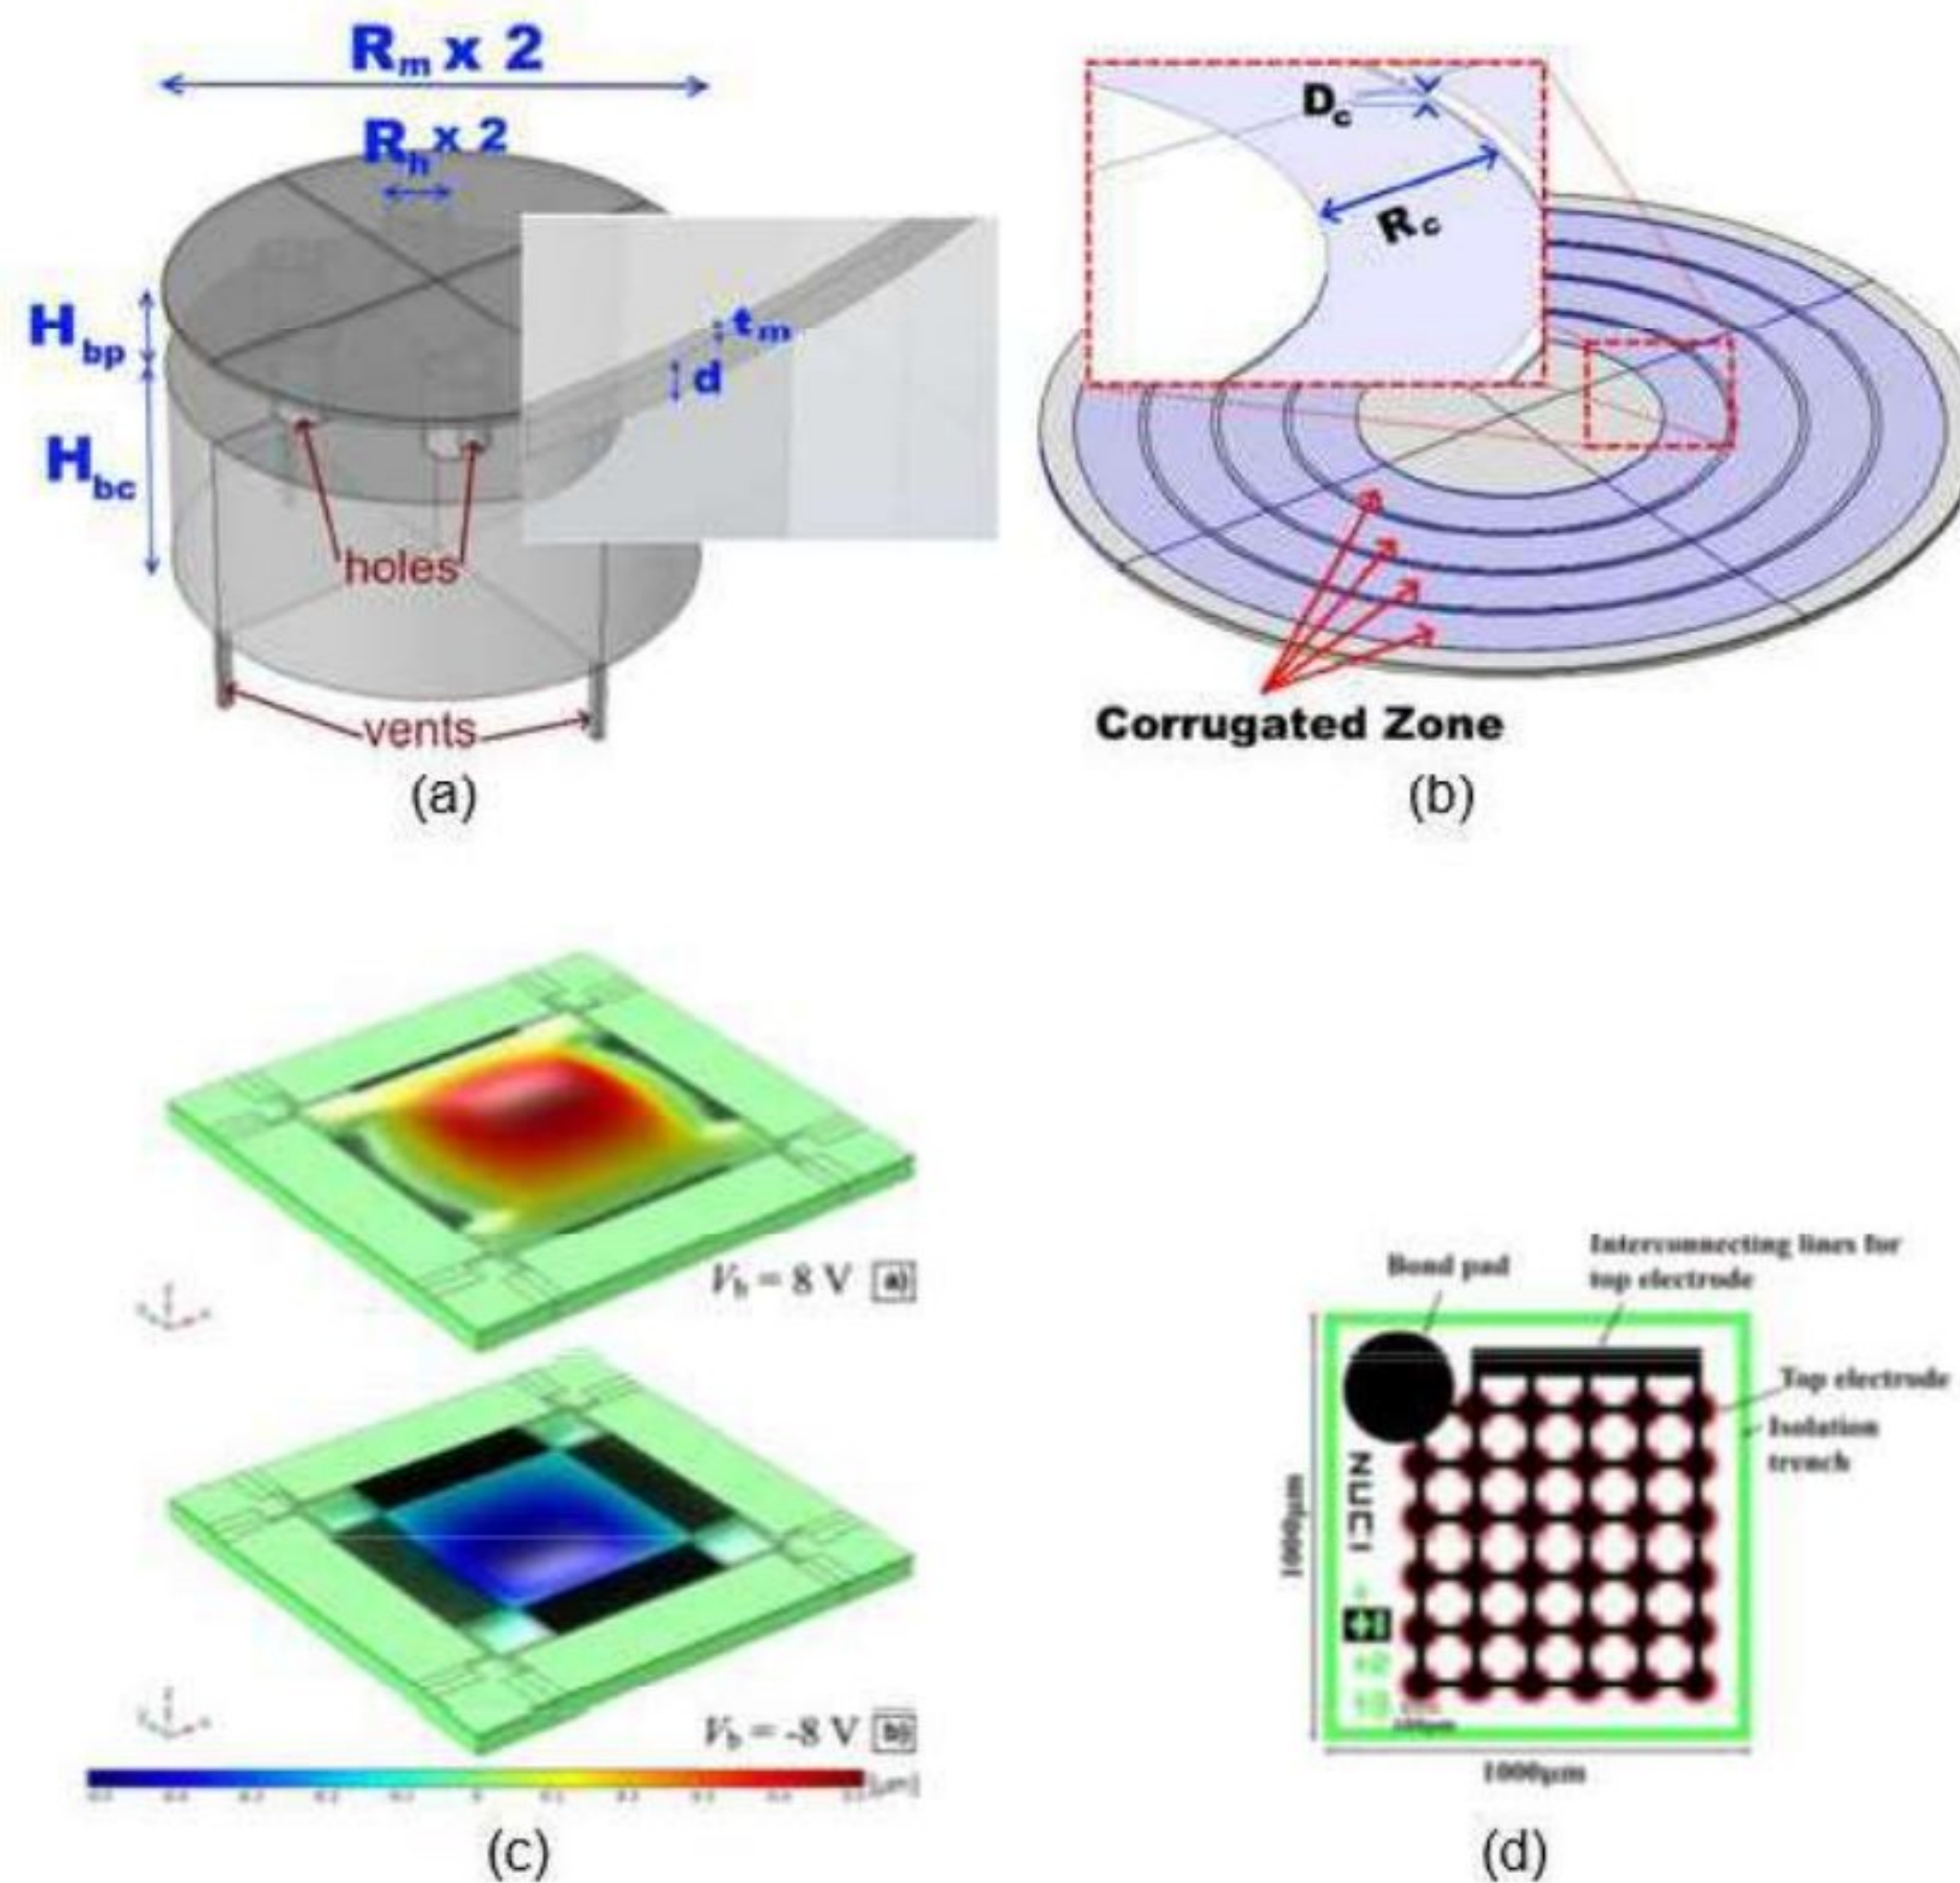 R_m x 2
R_h x 2
H_bp
H_bc
t_m
d
holes
vents
(a)
D_c
R_c
Corrugated Zone
(b)
V_b = 8 V a)
V_b = -8 V b)
[μm]
(c)
Bond pad
Interconnecting lines for
top electrode
Top electrode
Isolation
trench
NUCI
1000μm
1000μm
(d)